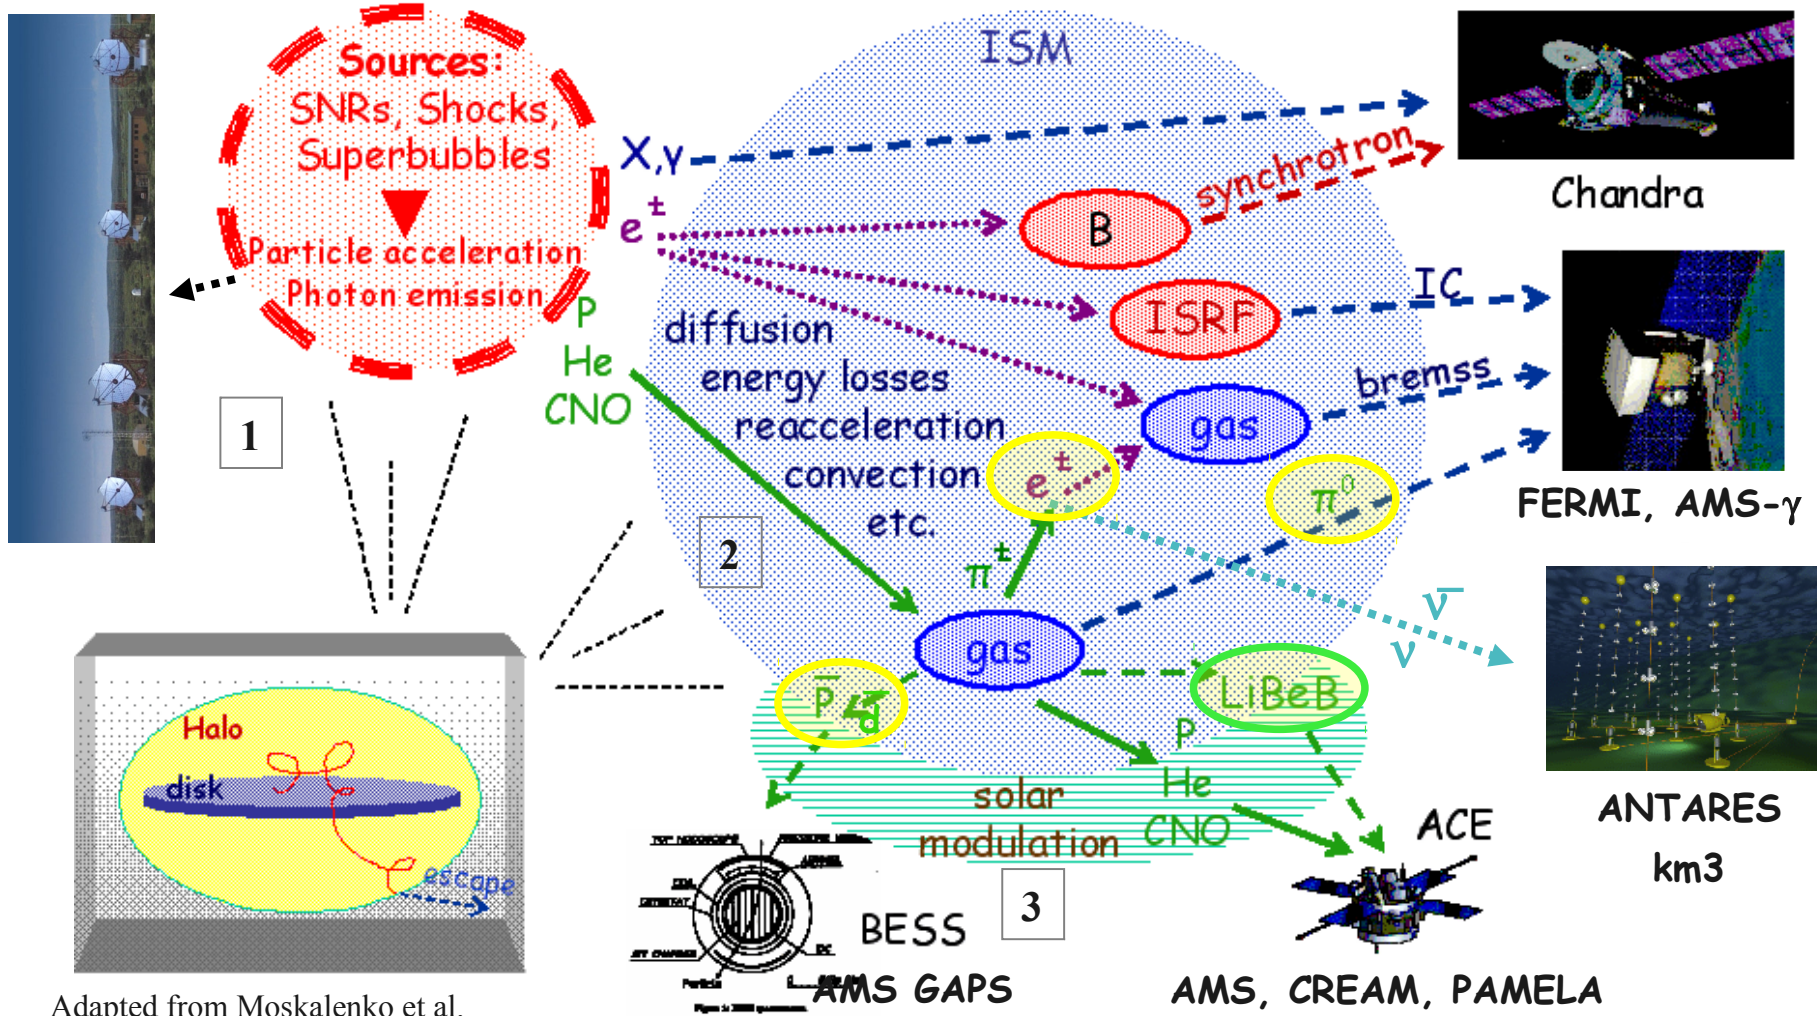 Sources:
SNRs, Shocks,
Superbubbles
Particle acceleration
Photon emission
ISM
X,γ
e±
P
He
CNO
1
B
synchrotron
Chandra
ISRF
IC
diffusion
energy losses
reacceleration
convection
etc.
gas
bremss
e±
π0
FERMI, AMS-γ
2
π±
gas
ν̄
ν
P̄
d̄
LiBeB
P
He
CNO
solar
modulation
ANTARES
km3
Halo
disk
escape
3
BESS
AMS GAPS
Particle
ACE
AMS, CREAM, PAMELA
Adapted from Moskalenko et al.